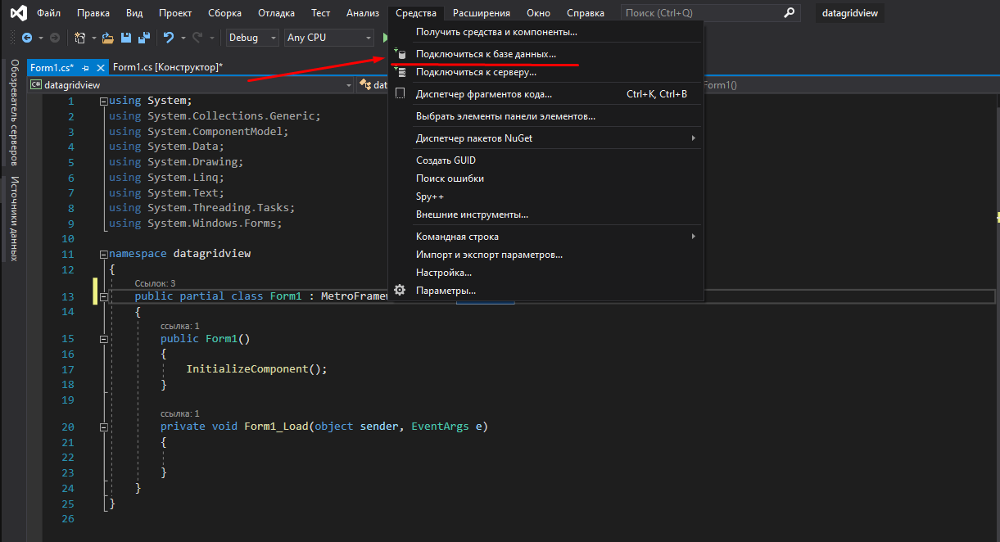 Файл Правка Вид Проект Сборка Отладка Тест Анализ Средства Расширения Окно Справка Поиск (Ctrl+Q) datagridview
Debug Any CPU
Получить средства и компоненты...
Подключиться к базе данных...
Подключиться к серверу...
Диспетчер фрагментов кода... Ctrl+K, Ctrl+B
Выбрать элементы панели элементов...
Диспетчер пакетов NuGet
Создать GUID
Поиск ошибки
Spy++
Внешние инструменты...
Командная строка
Импорт и экспорт параметров...
Настройка...
Параметры...
Обозреватель серверов
Источники данных
Form1.cs* Form1.cs [Конструктор]*
C# datagridview dat Form1()
1 using System;
2 using System.Collections.Generic;
3 using System.ComponentModel;
4 using System.Data;
5 using System.Drawing;
6 using System.Linq;
7 using System.Text;
8 using System.Threading.Tasks;
9 using System.Windows.Forms;
10
11 namespace datagridview
12 {
Ссылок: 3
13 public partial class Form1 : MetroFramew
14 {
ссылка: 1
15 public Form1()
16 {
17 InitializeComponent();
18 }
19
ссылка: 1
20 private void Form1_Load(object sender, EventArgs e)
21 {
22
23 }
24 }
25 }
26